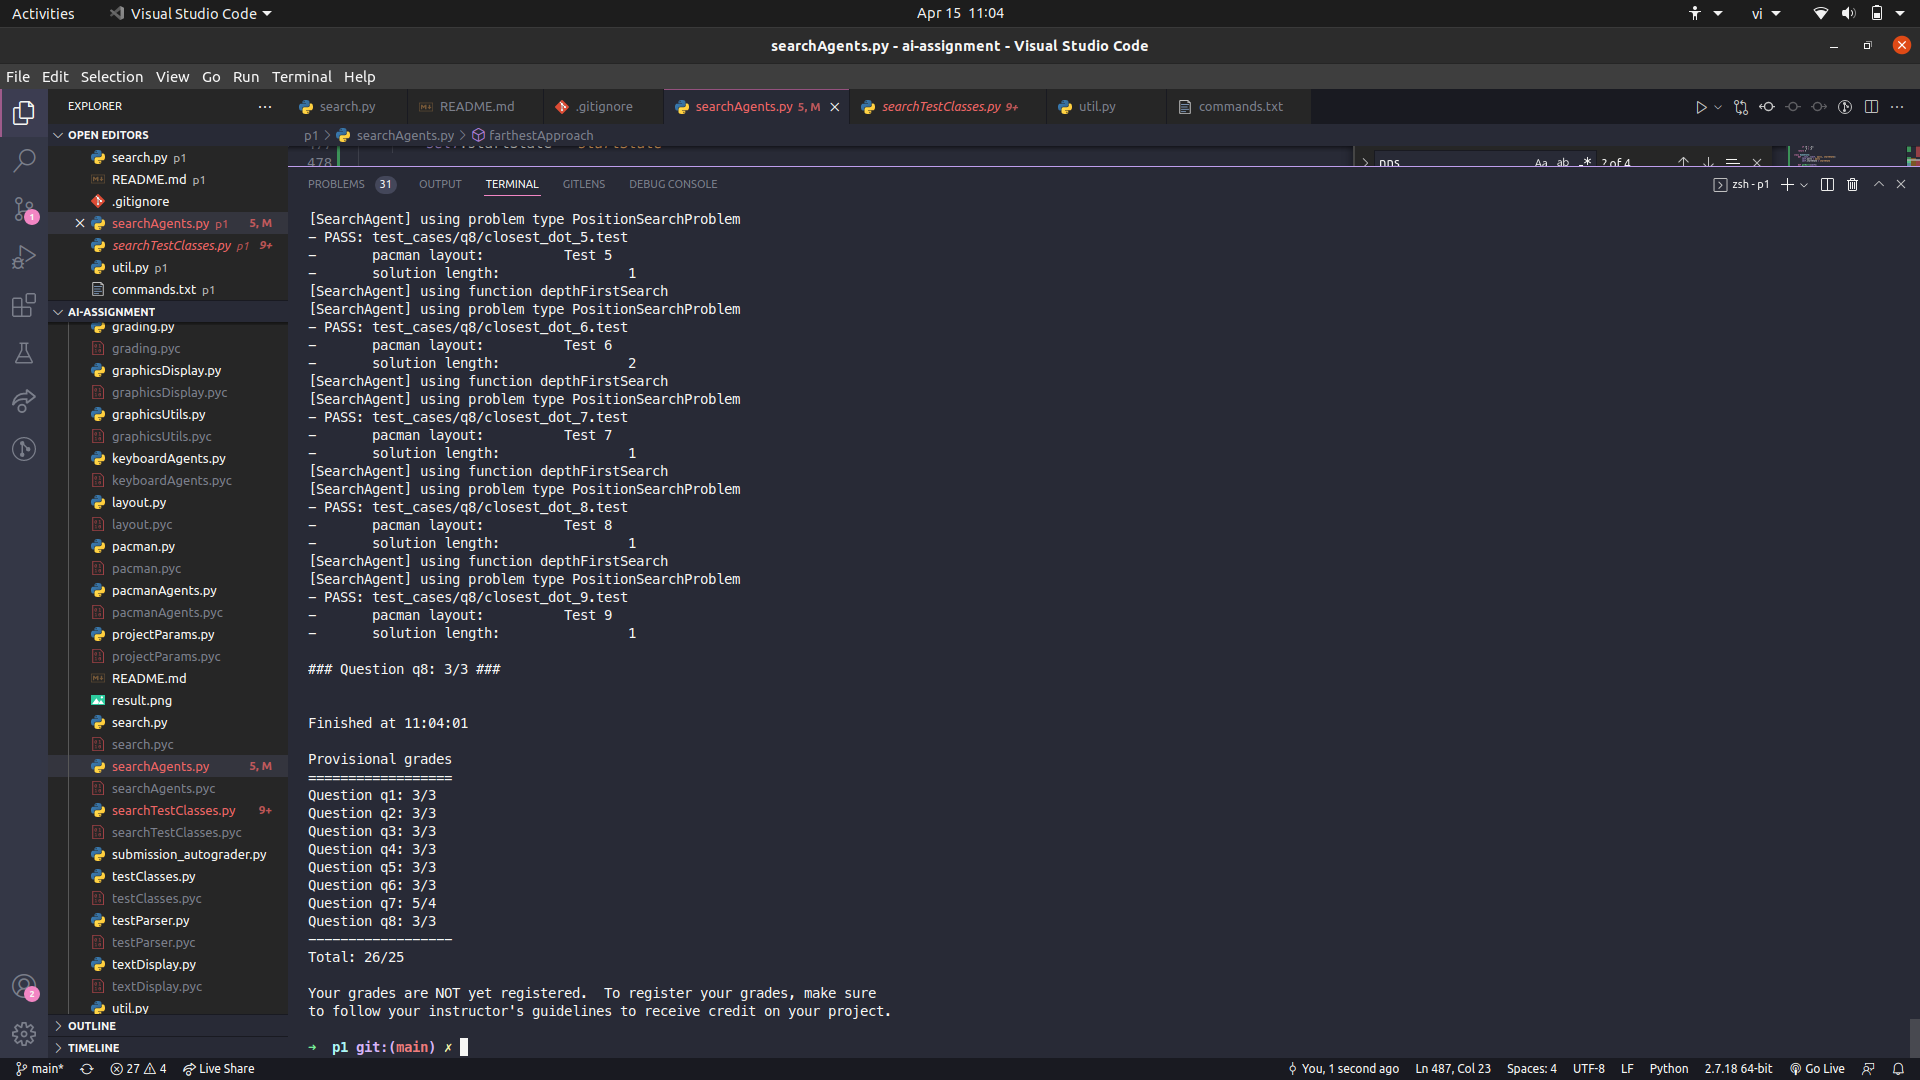 Activities
Visual Studio Code
Apr 15 11:04
vi
searchAgents.py - ai-assignment - Visual Studio Code
File Edit Selection View Go Run Terminal Help
EXPLORER
search.py
README.md
.gitignore
searchAgents.py 5, M
searchTestClasses.py 9+
util.py
commands.txt
OPEN EDITORS
p1 > searchAgents.py > farthestApproach
search.py p1
README.md p1
.gitignore
searchAgents.py p1 5, M
searchTestClasses.py p1 9+
util.py p1
commands.txt p1
AI-ASSIGNMENT
grading.py
grading.pyc
graphicsDisplay.py
graphicsDisplay.pyc
graphicsUtils.py
graphicsUtils.pyc
keyboardAgents.py
keyboardAgents.pyc
layout.py
layout.pyc
pacman.py
pacman.pyc
pacmanAgents.py
pacmanAgents.pyc
projectParams.py
projectParams.pyc
README.md
result.png
search.py
search.pyc
searchAgents.py 5, M
searchAgents.pyc
searchTestClasses.py 9+
searchTestClasses.pyc
submission_autograder.py
testClasses.py
testClasses.pyc
testParser.py
testParser.pyc
textDisplay.py
textDisplay.pyc
util.py
OUTLINE
TIMELINE
478
Aa ab .* ? of 4
PROBLEMS 31 OUTPUT TERMINAL GITLENS DEBUG CONSOLE
zsh - p1
[SearchAgent] using problem type PositionSearchProblem
- PASS: test_cases/q8/closest_dot_5.test
- pacman layout: Test 5
- solution length: 1
[SearchAgent] using function depthFirstSearch
[SearchAgent] using problem type PositionSearchProblem
- PASS: test_cases/q8/closest_dot_6.test
- pacman layout: Test 6
- solution length: 2
[SearchAgent] using function depthFirstSearch
[SearchAgent] using problem type PositionSearchProblem
- PASS: test_cases/q8/closest_dot_7.test
- pacman layout: Test 7
- solution length: 1
[SearchAgent] using function depthFirstSearch
[SearchAgent] using problem type PositionSearchProblem
- PASS: test_cases/q8/closest_dot_8.test
- pacman layout: Test 8
- solution length: 1
[SearchAgent] using function depthFirstSearch
[SearchAgent] using problem type PositionSearchProblem
- PASS: test_cases/q8/closest_dot_9.test
- pacman layout: Test 9
- solution length: 1
### Question q8: 3/3 ###
Finished at 11:04:01
Provisional grades
==================
Question q1: 3/3
Question q2: 3/3
Question q3: 3/3
Question q4: 3/3
Question q5: 3/3
Question q6: 3/3
Question q7: 5/4
Question q8: 3/3
------------------
Total: 26/25
Your grades are NOT yet registered. To register your grades, make sure
to follow your instructor's guidelines to receive credit on your project.
→ p1 git:(main) ✗
1
2
main* 27 4 Live Share
You, 1 second ago Ln 487, Col 23 Spaces: 4 UTF-8 LF Python 2.7.18 64-bit Go Live